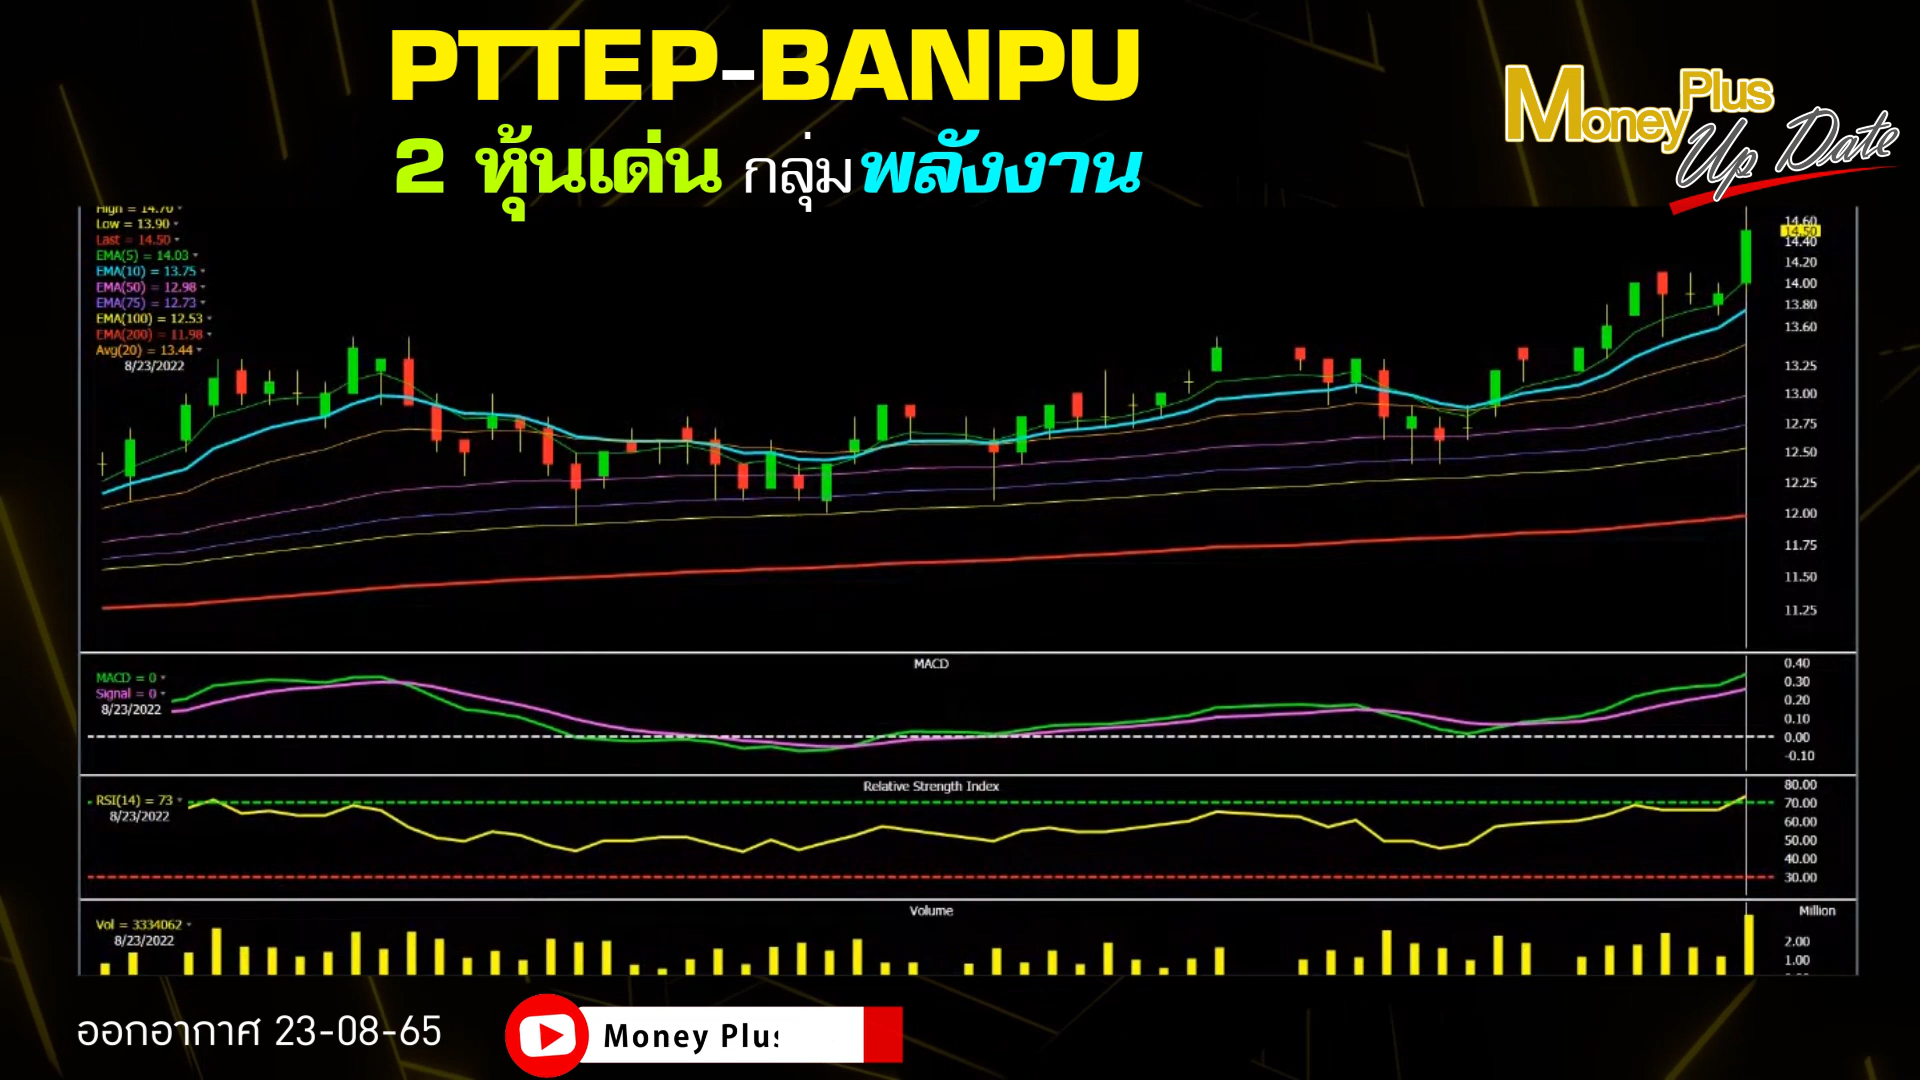 PTTEP-BANPU
2 หุ้นเด่น กลุ่มพลังงาน
Money Plus
Up Date
High = 14.70
Low = 13.90
Last = 14.50
EMA(5) = 14.03
EMA(10) = 13.75
EMA(50) = 12.98
EMA(75) = 12.73
EMA(100) = 12.53
EMA(200) = 11.98
Avg(20) = 13.44
8/23/2022
14.60
14.50
14.40
14.20
14.00
13.80
13.60
13.25
13.00
12.75
12.50
12.25
12.00
11.75
11.50
11.25
MACD
MACD = 0
Signal = 0
8/23/2022
0.40
0.30
0.20
0.10
0.00
-0.10
Relative Strength Index
RSI(14) = 73
8/23/2022
80.00
70.00
60.00
50.00
40.00
30.00
Volume
Million
Vol = 3334062
8/23/2022
2.00
1.00
ออกอากาศ 23-08-65
Money Plus